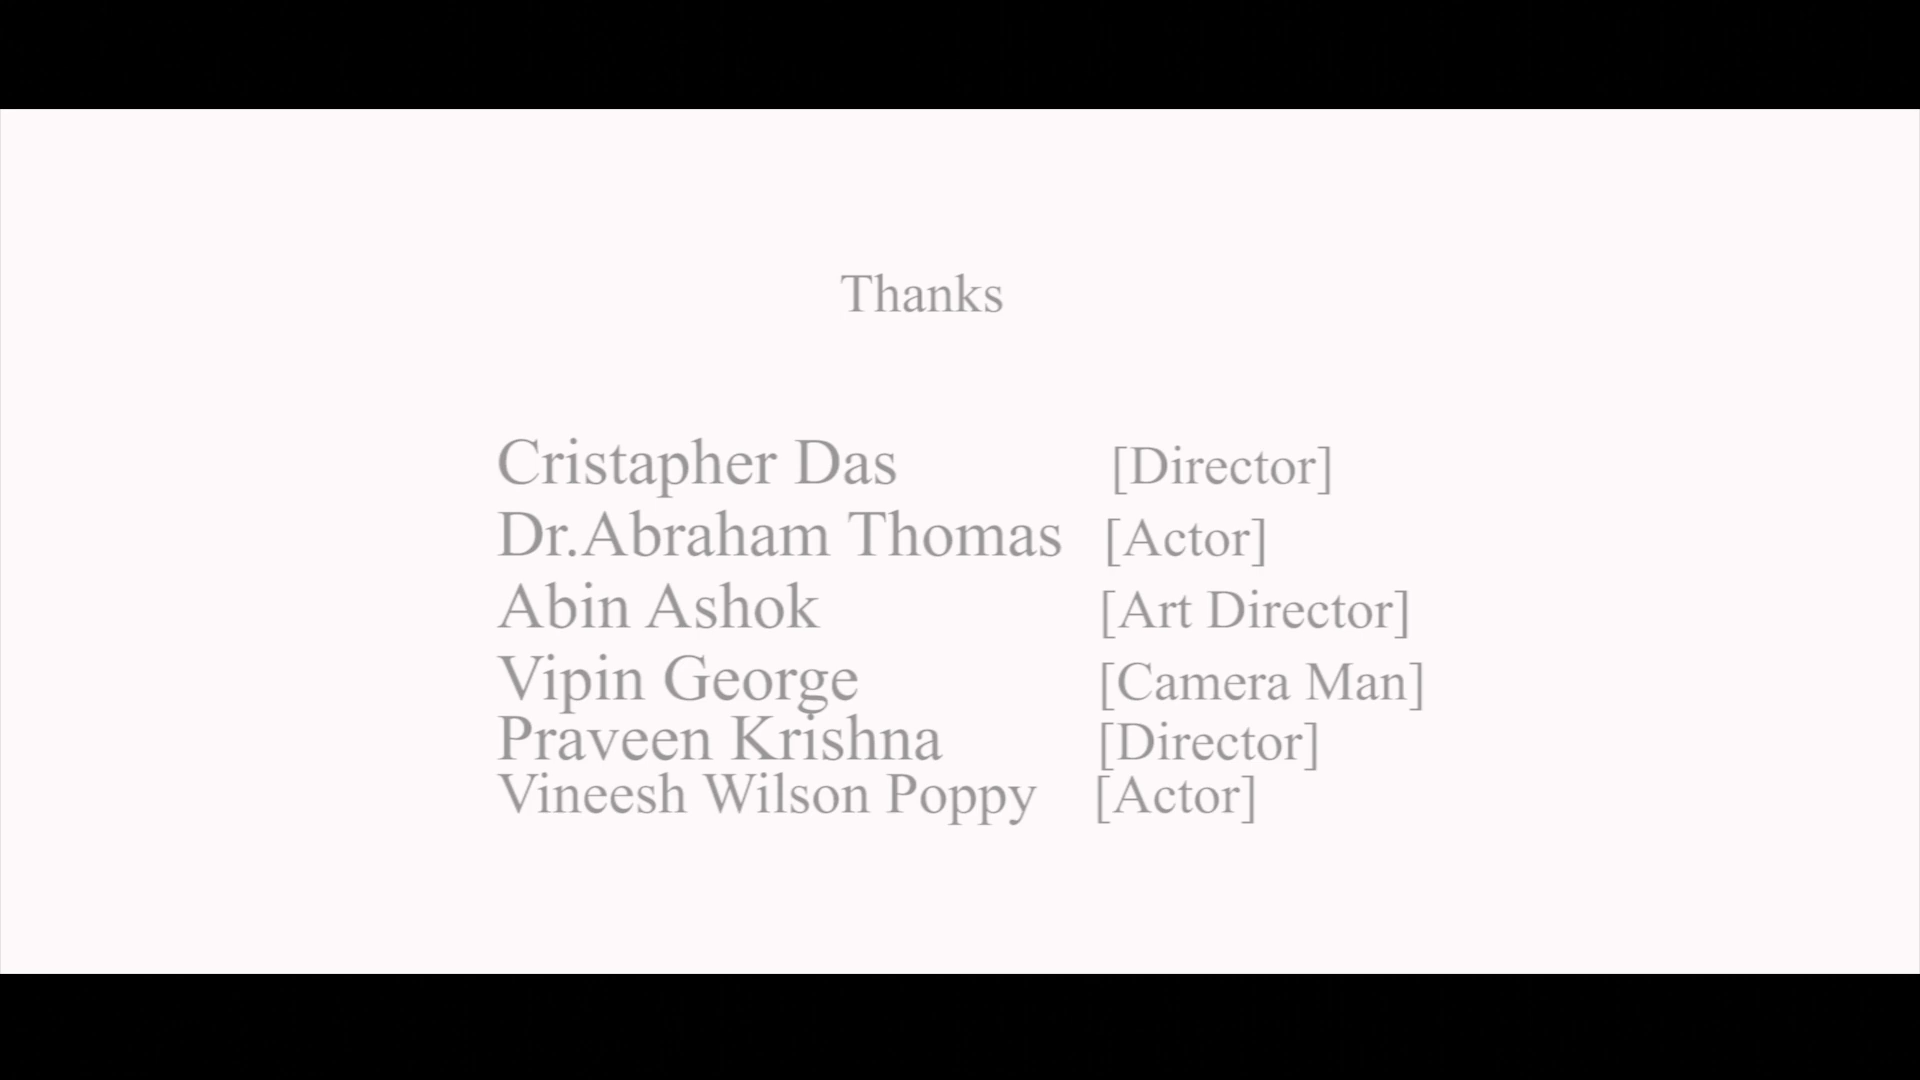 Thanks
Cristapher Das [Director]
Dr.Abraham Thomas [Actor]
Abin Ashok [Art Director]
Vipin George [Camera Man]
Praveen Krishna [Director]
Vineesh Wilson Poppy [Actor]